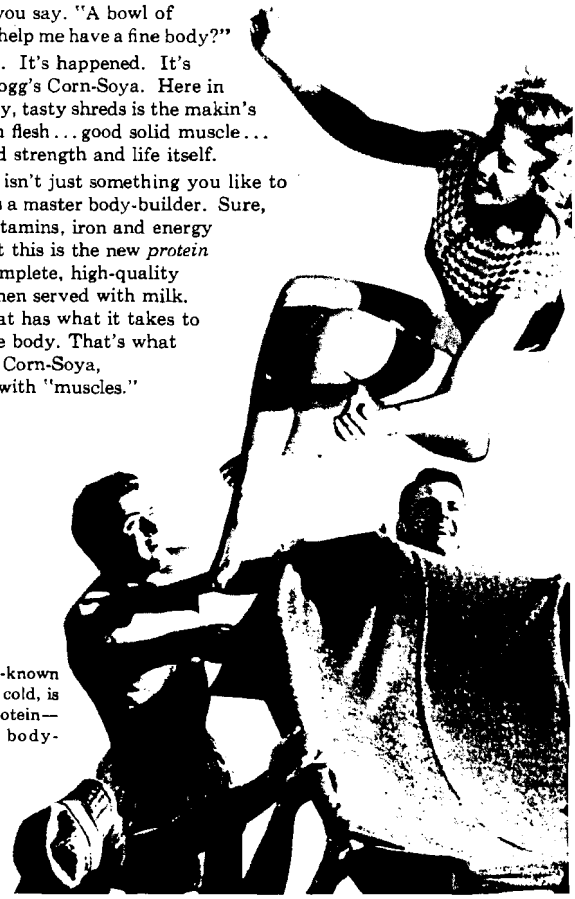 you say. "A bowl of
help me have a fine body?"
. It's happened. It's
ogg's Corn-Soya. Here in
y, tasty shreds is the makin's
n flesh...good solid muscle...
d strength and life itself.
isn't just something you like to
s a master body-builder. Sure,
tamins, iron and energy
t this is the new protein
mplete, high-quality
hen served with milk.
at has what it takes to
e body. That's what
Corn-Soya,
with "muscles."
-known
cold, is
otein—
body-